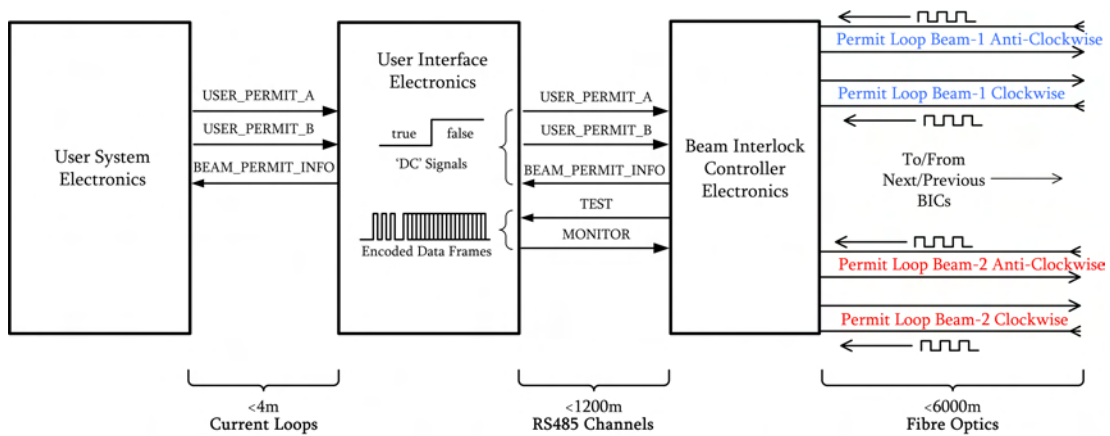 User System
Electronics
USER_PERMIT_A
USER_PERMIT_B
BEAM_PERMIT_INFO
User Interface
Electronics
true
false
'DC' Signals
Encoded Data Frames
USER_PERMIT_A
USER_PERMIT_B
BEAM_PERMIT_INFO
TEST
MONITOR
Beam Interlock
Controller
Electronics
Permit Loop Beam-1 Anti-Clockwise
Permit Loop Beam-1 Clockwise
To/From
Next/Previous
BICs
Permit Loop Beam-2 Anti-Clockwise
Permit Loop Beam-2 Clockwise
<4m
Current Loops
<1200m
RS485 Channels
<6000m
Fibre Optics